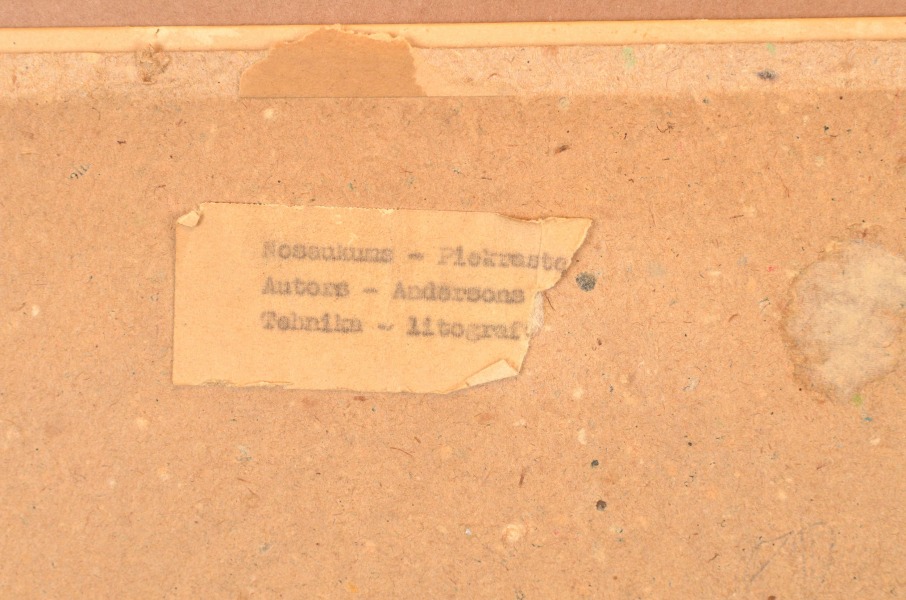 Nosaukums - Piekraste
Autors - Andersons
Tehnika - litograf